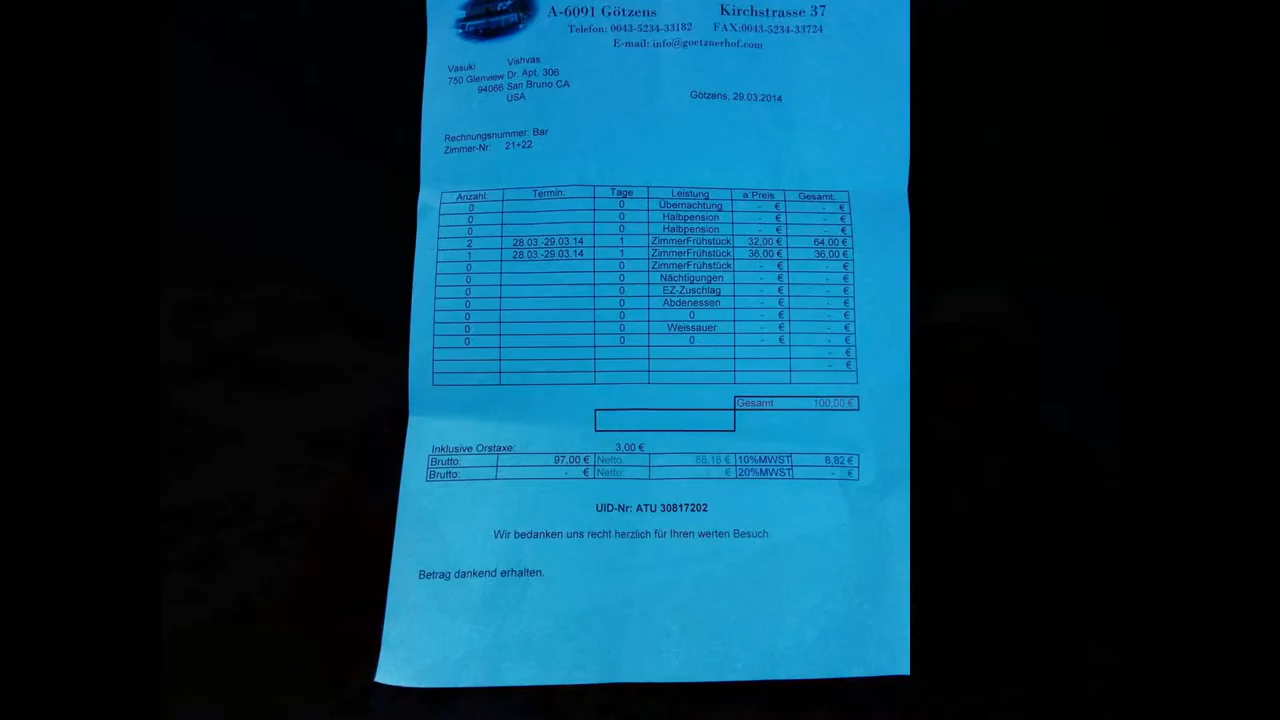 A-6091 Götzens Kirchstrasse 37
Telefon: 0043-5234-33182 FAX:0043-5234-33724
E-mail: info@goetznerhof.com
Vasuki Vishvas
750 Glenview Dr. Apt. 306
94066 San Bruno CA
USA
Götzens, 29.03.2014
Rechnungsnummer: Bar
Zimmer-Nr: 21+22
Anzahl: Termin: Tage Leistung a´Preis Gesamt:
0 0 Übernachtung - € - €
0 0 Halbpension - € - €
0 0 Halbpension - € - €
2 28.03.-29.03.14 1 ZimmerFrühstück 32,00 € 64,00 €
1 28.03.-29.03.14 1 ZimmerFrühstück 36,00 € 36,00 €
0 0 ZimmerFrühstück - € - €
0 0 Nächtigungen - € - €
0 0 EZ-Zuschlag - € - €
0 0 Abdenessen - € - €
0 0 0 - € - €
0 0 Weissauer - € - €
0 0 0 - € - €
- €
- €
Gesamt 100,00 €
Inklusive Orstaxe: 3,00 €
Brutto: 97,00 € Netto: 88,18 € 10%MWST 8,82 €
Brutto: - € Netto: € 20%MWST - €
UID-Nr: ATU 30817202
Wir bedanken uns recht herzlich für Ihren werten Besuch
Betrag dankend erhalten.